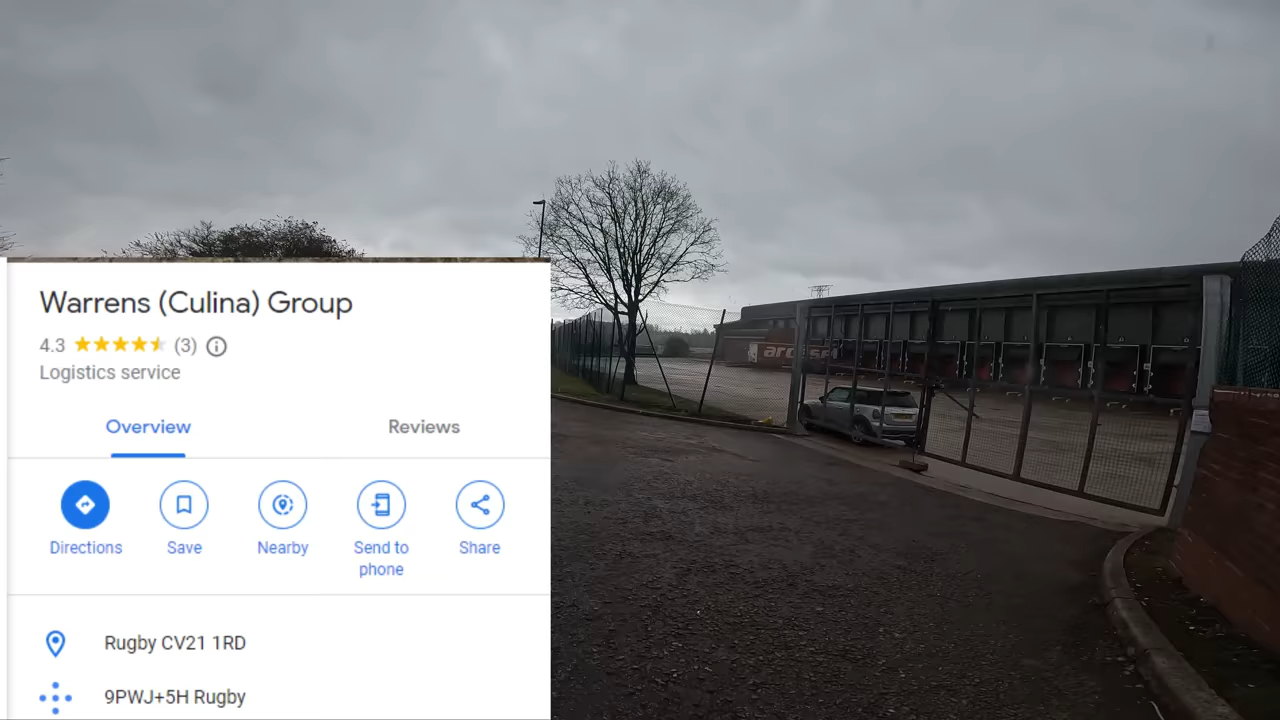 Warrens (Culina) Group
4.3 (3)
Logistics service
Overview Reviews
Directions Save Nearby Send to phone Share
Rugby CV21 1RD
9PWJ+5H Rugby